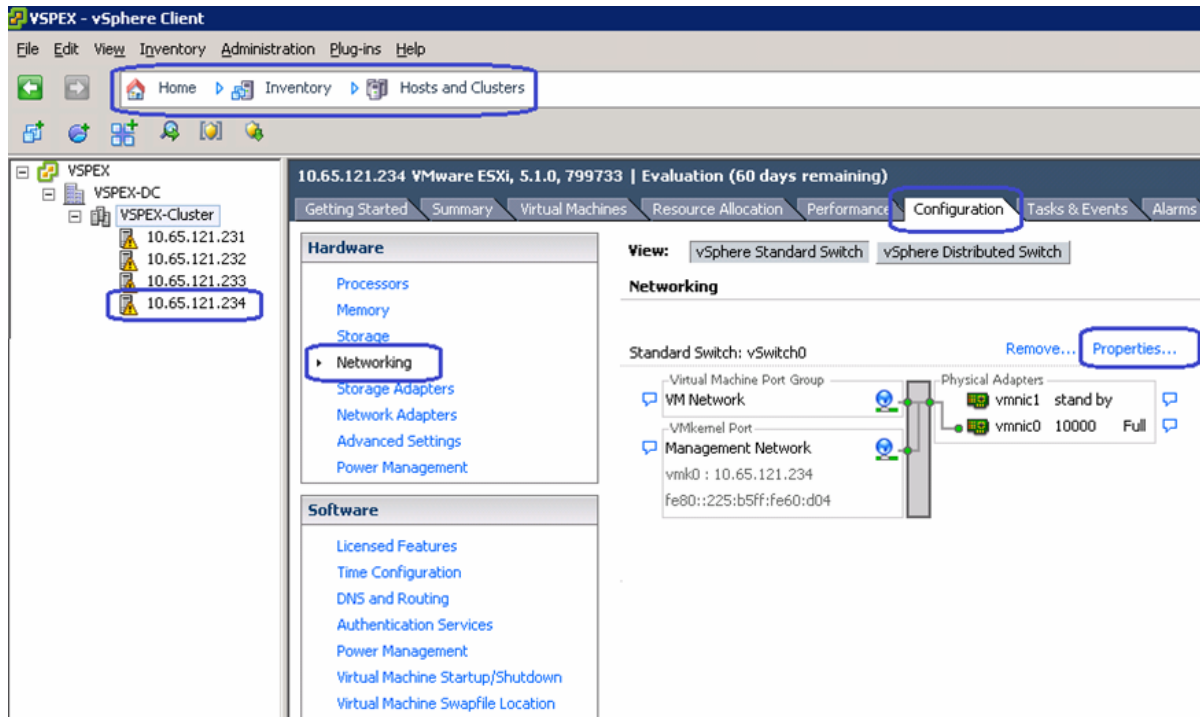 VSPEX - vSphere Client
File Edit View Inventory Administration Plug-ins Help
Home Inventory Hosts and Clusters
VSPEX
VSPEX-DC
VSPEX-Cluster
10.65.121.231
10.65.121.232
10.65.121.233
10.65.121.234
10.65.121.234 VMware ESXi, 5.1.0, 799733 | Evaluation (60 days remaining)
Getting Started Summary Virtual Machines Resource Allocation Performance Configuration Tasks & Events Alarms
Hardware
Processors
Memory
Storage
Networking
Storage Adapters
Network Adapters
Advanced Settings
Power Management
Software
Licensed Features
Time Configuration
DNS and Routing
Authentication Services
Power Management
Virtual Machine Startup/Shutdown
Virtual Machine Swapfile Location
View: vSphere Standard Switch vSphere Distributed Switch
Networking
Standard Switch: vSwitch0 Remove... Properties...
Virtual Machine Port Group
VM Network
VMkernel Port
Management Network
vmk0 : 10.65.121.234
fe80::225:b5ff:fe60:d04
Physical Adapters
vmnic1 stand by
vmnic0 10000 Full